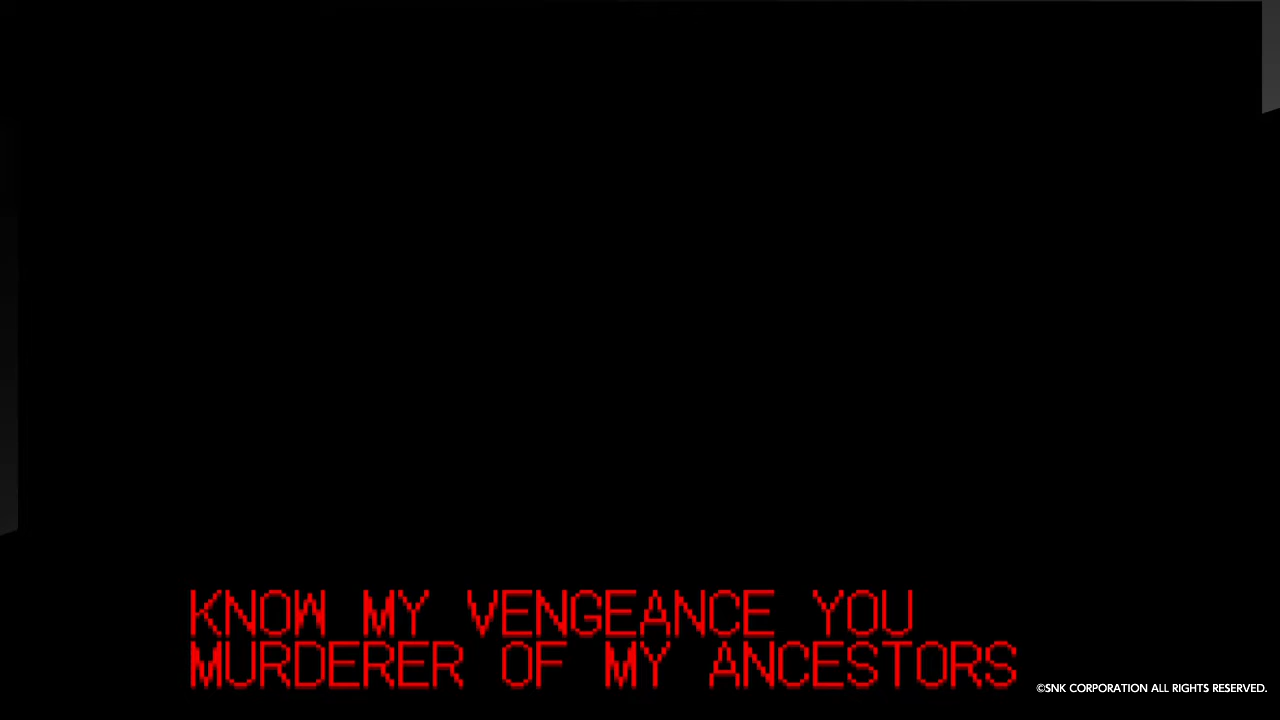 KNOW MY VENGEANCE YOU
MURDERER OF MY ANCESTORS
©SNK CORPORATION ALL RIGHTS RESERVED.